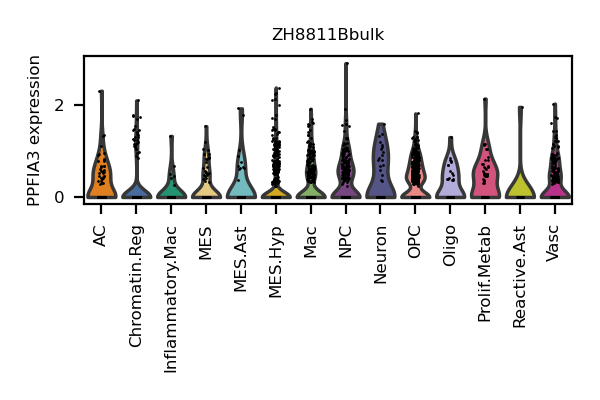 ZH8811Bbulk
PPFIA3 expression
2
0
AC
Chromatin.Reg
Inflammatory.Mac
MES
MES.Ast
MES.Hyp
Mac
NPC
Neuron
OPC
Oligo
Prolif.Metab
Reactive.Ast
Vasc